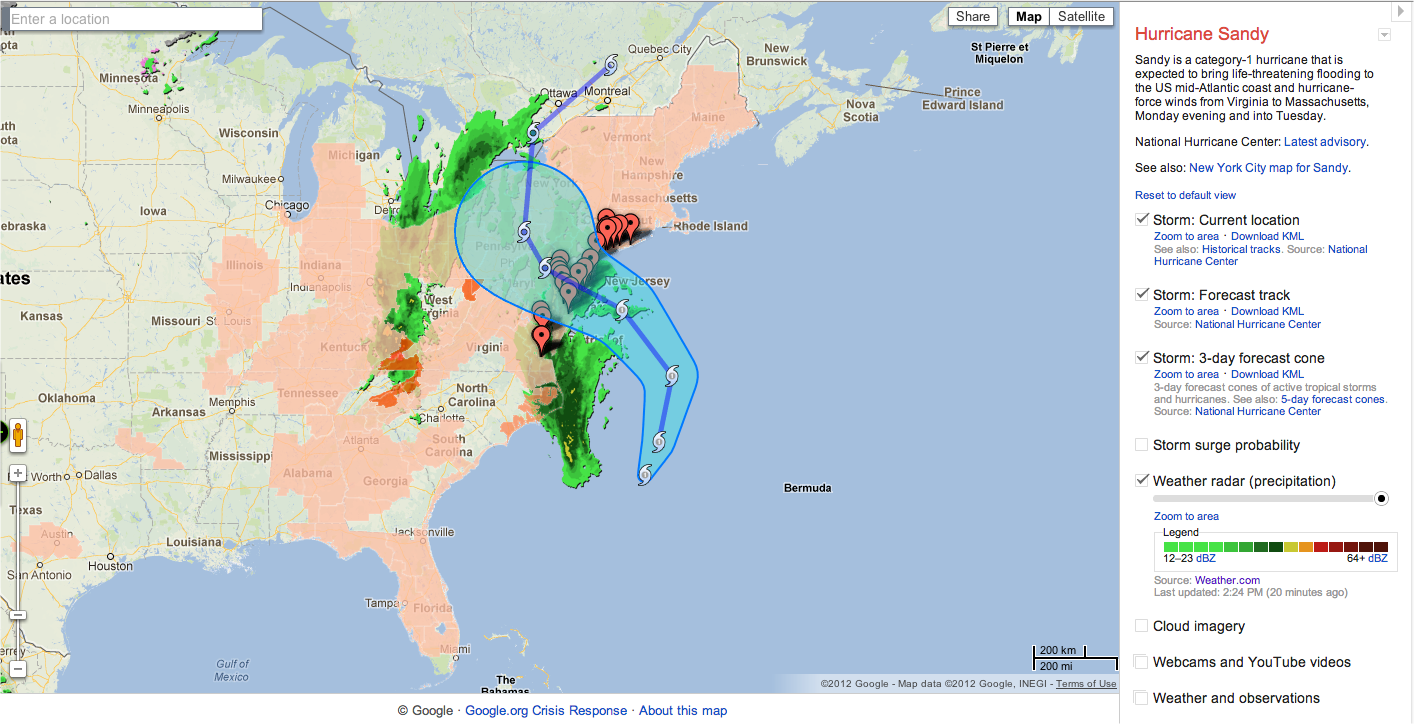 Enter a location
Share
Map
Satellite
Quebec City
New
Brunswick
St Pierre et
Miquelon
Ottawa
Montreal
Prince
Edward Island
Nova
Scotia
Maine
Vermont
New
Hampshire
Massachusetts
Rhode Island
Minnesota
Minneapolis
Wisconsin
Michigan
Milwaukee
Chicago
Iowa
ebraska
uth
ota
ota
New York
Illinois
Indiana
Indianapolis
New Jersey
West
Virginia
tates
Kansas
Missouri
St. Louis
Kentucky
Virginia
Tennessee
North
Carolina
Charlotte
Oklahoma
Arkansas
Memphis
South
Carolina
Atlanta
Mississippi
Alabama
Georgia
Worth
Dallas
Texas
Austin
Louisiana
Jacksonville
Houston
San Antonio
Tampa
Florida
Miami
Gulf of
Mexico
The
Bahamas
Bermuda
200 km
200 mi
©2012 Google - Map data ©2012 Google, INEGI - Terms of Use
© Google · Google.org Crisis Response · About this map
Hurricane Sandy
Sandy is a category-1 hurricane that is
expected to bring life-threatening flooding to
the US mid-Atlantic coast and hurricane-
force winds from Virginia to Massachusetts,
Monday evening and into Tuesday.
National Hurricane Center: Latest advisory.
See also: New York City map for Sandy.
Reset to default view
Storm: Current location
Zoom to area · Download KML
See also: Historical tracks. Source: National
Hurricane Center
Storm: Forecast track
Zoom to area · Download KML
Source: National Hurricane Center
Storm: 3-day forecast cone
Zoom to area · Download KML
3-day forecast cones of active tropical storms
and hurricanes. See also: 5-day forecast cones.
Source: National Hurricane Center
Storm surge probability
Weather radar (precipitation)
Zoom to area
Legend
12–23 dBZ
64+ dBZ
Source: Weather.com
Last updated: 2:24 PM (20 minutes ago)
Cloud imagery
Webcams and YouTube videos
Weather and observations